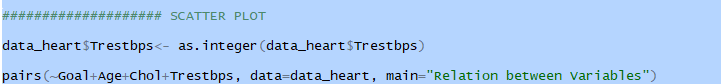 #################### SCATTER PLOT
data_heart$Trestbps<- as.integer(data_heart$Trestbps)
pairs(~Goal+Age+Chol+Trestbps, data=data_heart, main="Relation between Variables")